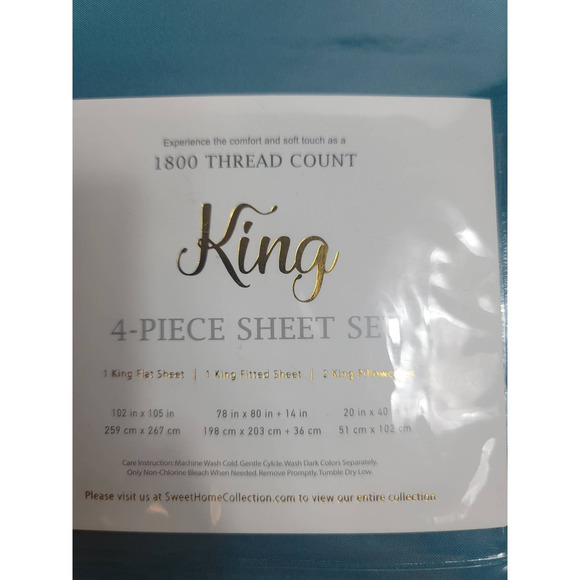 Experience the comfort and soft touch as a
1800 THREAD COUNT
King
4-PIECE SHEET SET
1 King Flat Sheet | 1 King Fitted Sheet | 2 King
102 in x 105 in 78 in x 80 in + 14 in 20 in x 40
259 cm x 267 cm 198 cm x 203 cm + 36 cm 51 cm x 102 cm
Care Instruction: Machine Wash Cold. Gentle Cylcle. Wash Dark Colors Separately.
Only Non-Chlorine Bleach When Needed. Remove Promptly. Tumble Dry Low.
Please visit us at SweetHomeCollection.com to view our entire collection